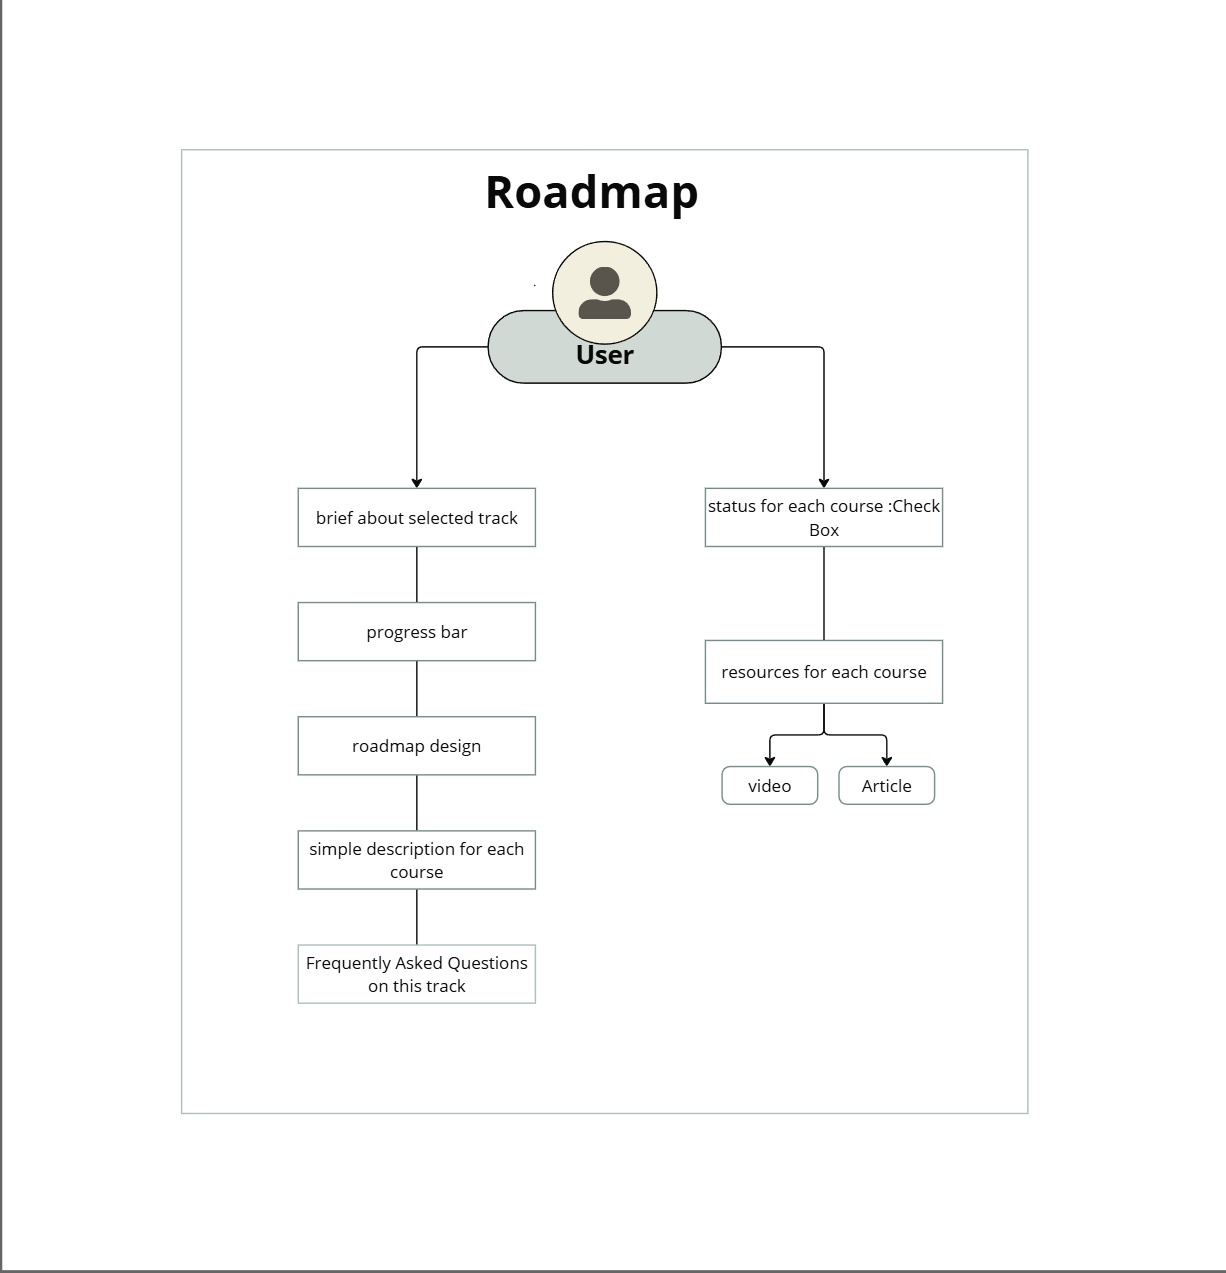 Roadmap
User
brief about selected track
progress bar
roadmap design
simple description for each
course
Frequently Asked Questions
on this track
status for each course :Check
Box
resources for each course
video
Article